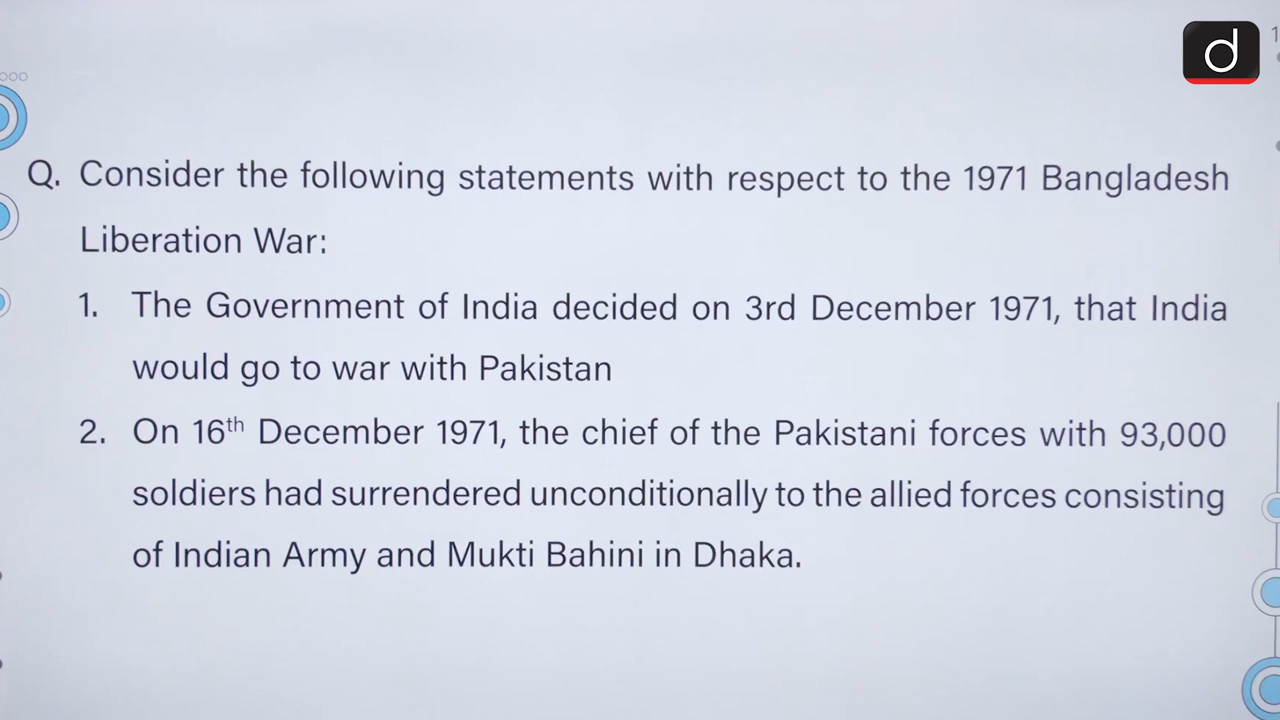 d
1
Q. Consider the following statements with respect to the 1971 Bangladesh
Liberation War:
1. The Government of India decided on 3rd December 1971, that India
would go to war with Pakistan
2. On 16th December 1971, the chief of the Pakistani forces with 93,000
soldiers had surrendered unconditionally to the allied forces consisting
of Indian Army and Mukti Bahini in Dhaka.